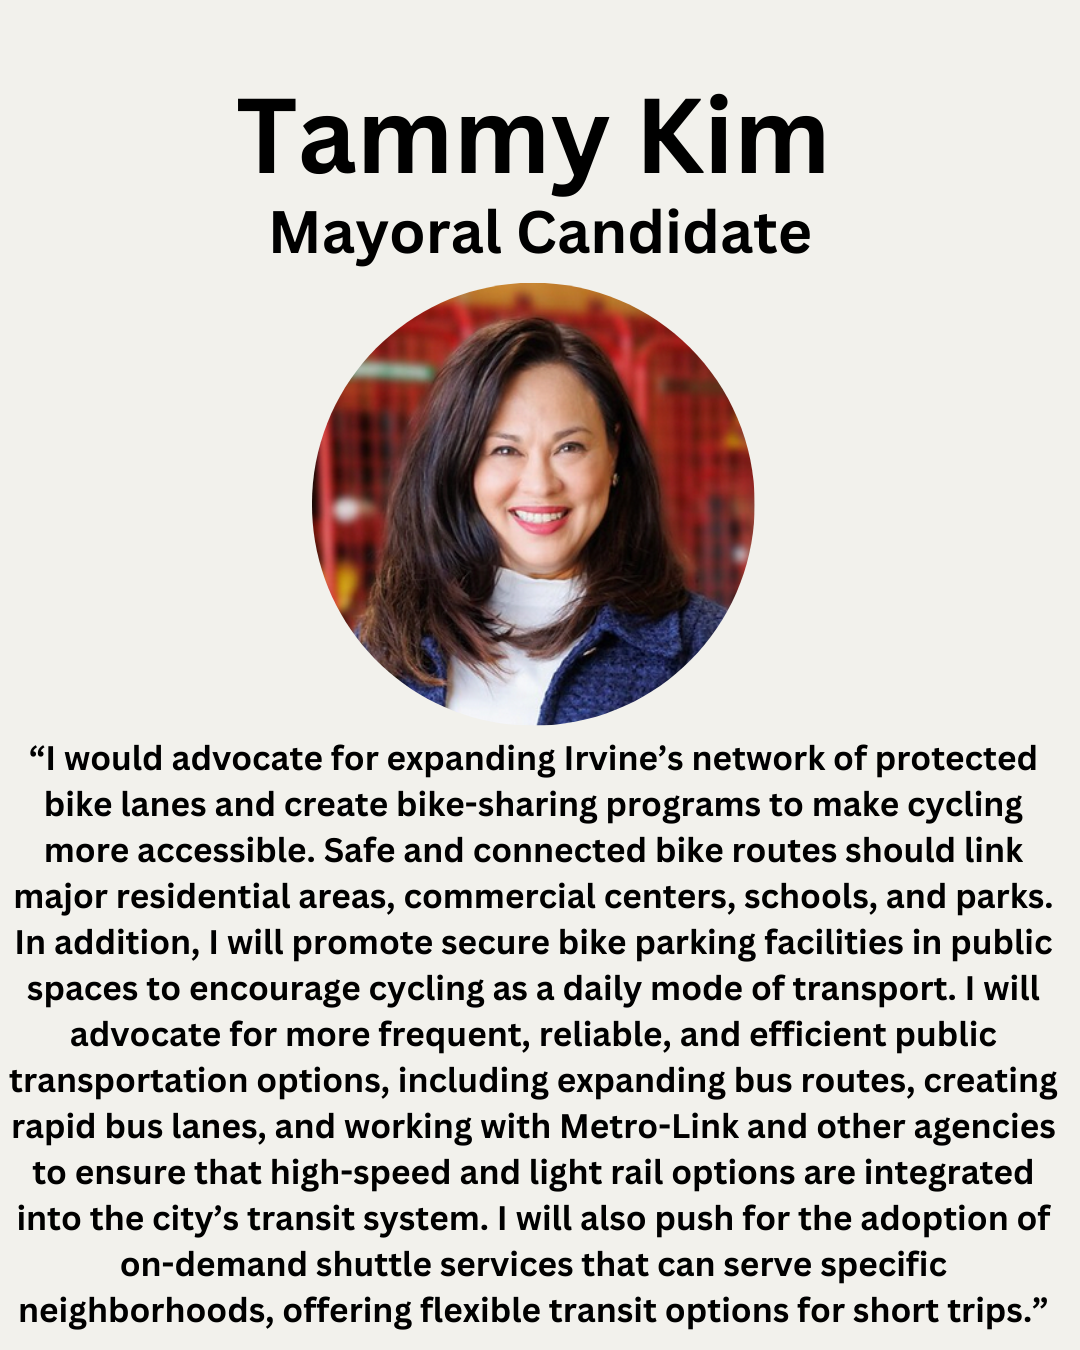 Tammy Kim
Mayoral Candidate
“I would advocate for expanding Irvine’s network of protected
bike lanes and create bike-sharing programs to make cycling
more accessible. Safe and connected bike routes should link
major residential areas, commercial centers, schools, and parks.
In addition, I will promote secure bike parking facilities in public
spaces to encourage cycling as a daily mode of transport. I will
advocate for more frequent, reliable, and efficient public
transportation options, including expanding bus routes, creating
rapid bus lanes, and working with Metro-Link and other agencies
to ensure that high-speed and light rail options are integrated
into the city’s transit system. I will also push for the adoption of
on-demand shuttle services that can serve specific
neighborhoods, offering flexible transit options for short trips.”